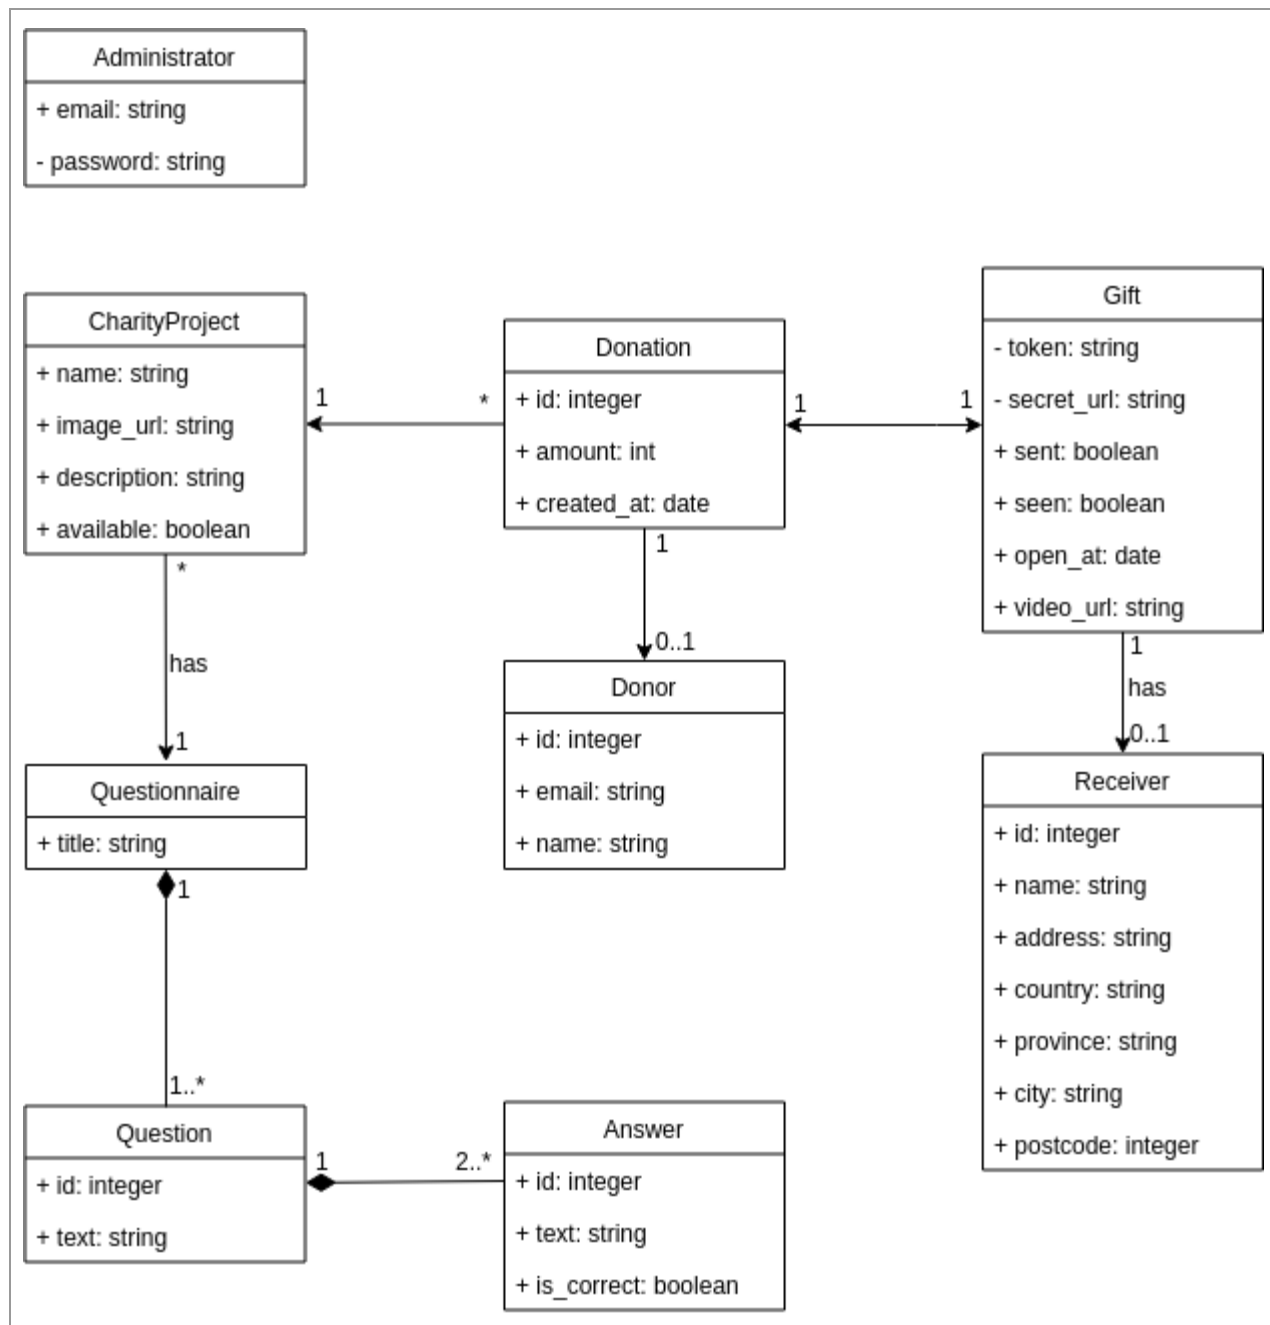 Administrator
+ email: string
- password: string
CharityProject
+ name: string
+ image_url: string
+ description: string
+ available: boolean
1
*
Donation
+ id: integer
+ amount: int
+ created_at: date
1
1
Gift
- token: string
- secret_url: string
+ sent: boolean
+ seen: boolean
+ open_at: date
+ video_url: string
*
has
1
1
0..1
1
has
0..1
Questionnaire
+ title: string
Donor
+ id: integer
+ email: string
+ name: string
Receiver
+ id: integer
+ name: string
+ address: string
+ country: string
+ province: string
+ city: string
+ postcode: integer
1
1..*
Question
+ id: integer
+ text: string
1
2..*
Answer
+ id: integer
+ text: string
+ is_correct: boolean